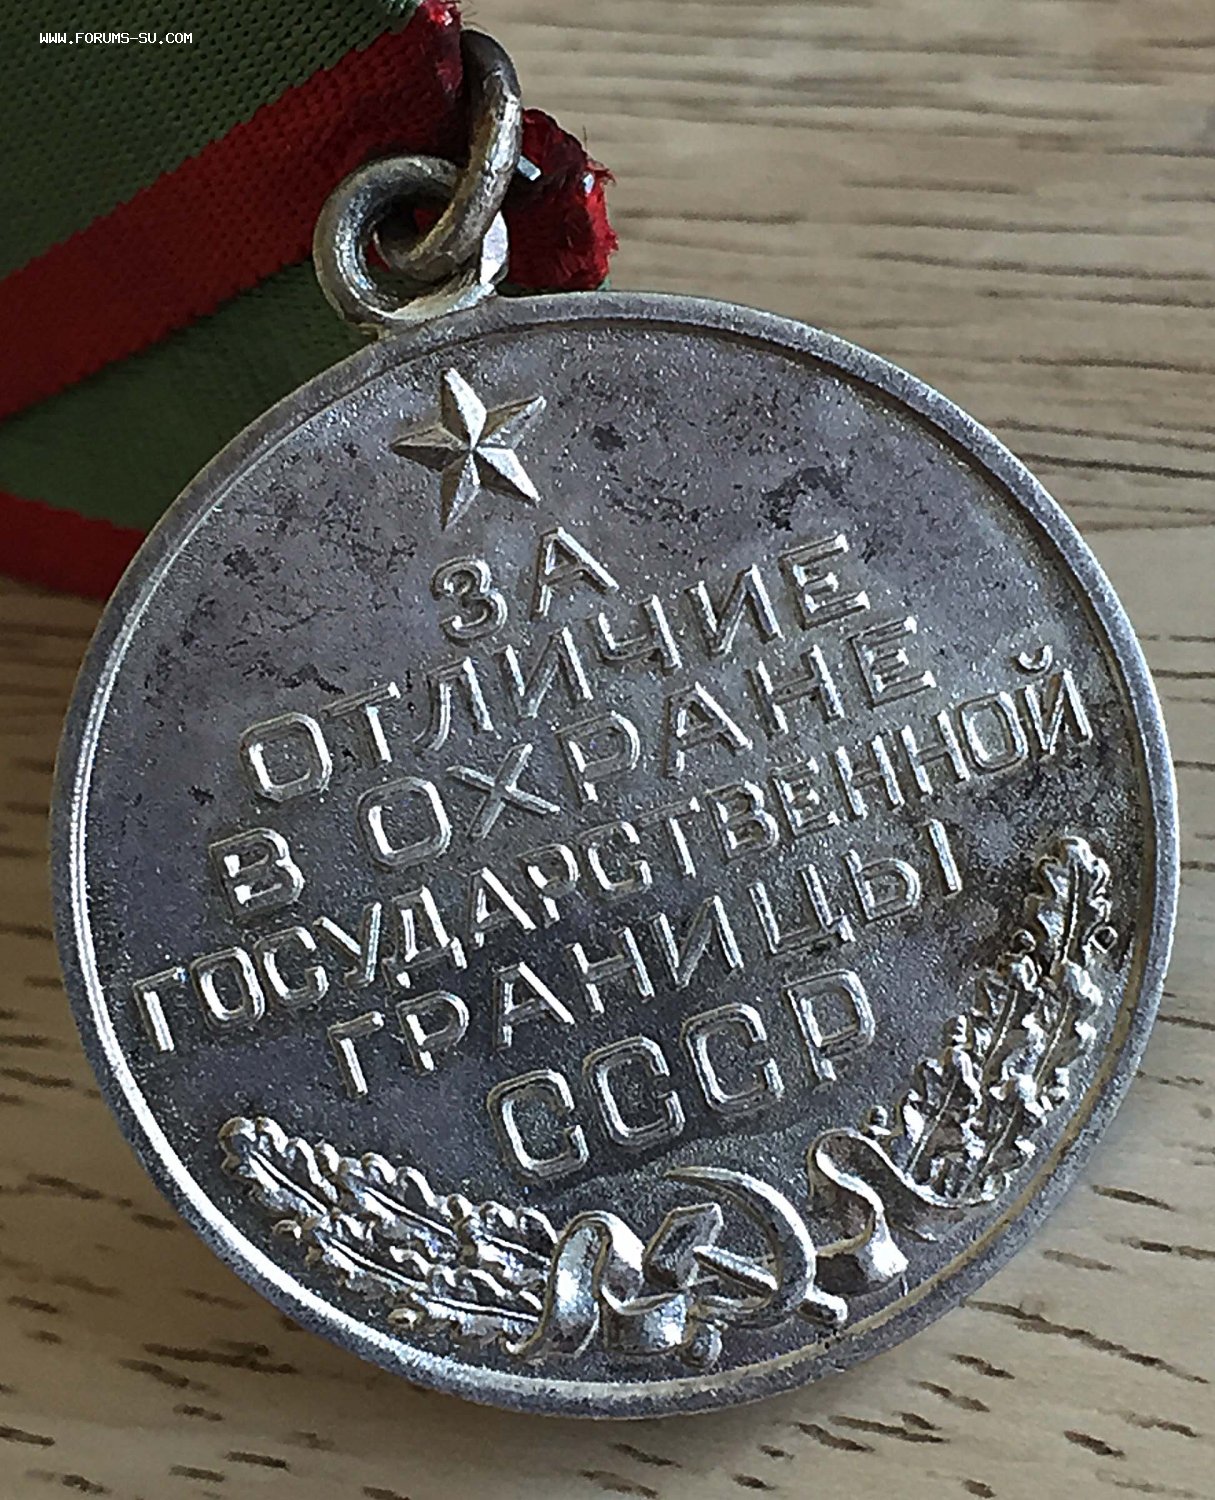 WWW.FORUMS-SU.COM
ЗА
ОТЛИЧИЕ
В ОХРАНЕ
ГОСУДАРСТВЕННОЙ
ГРАНИЦЫ
СССР